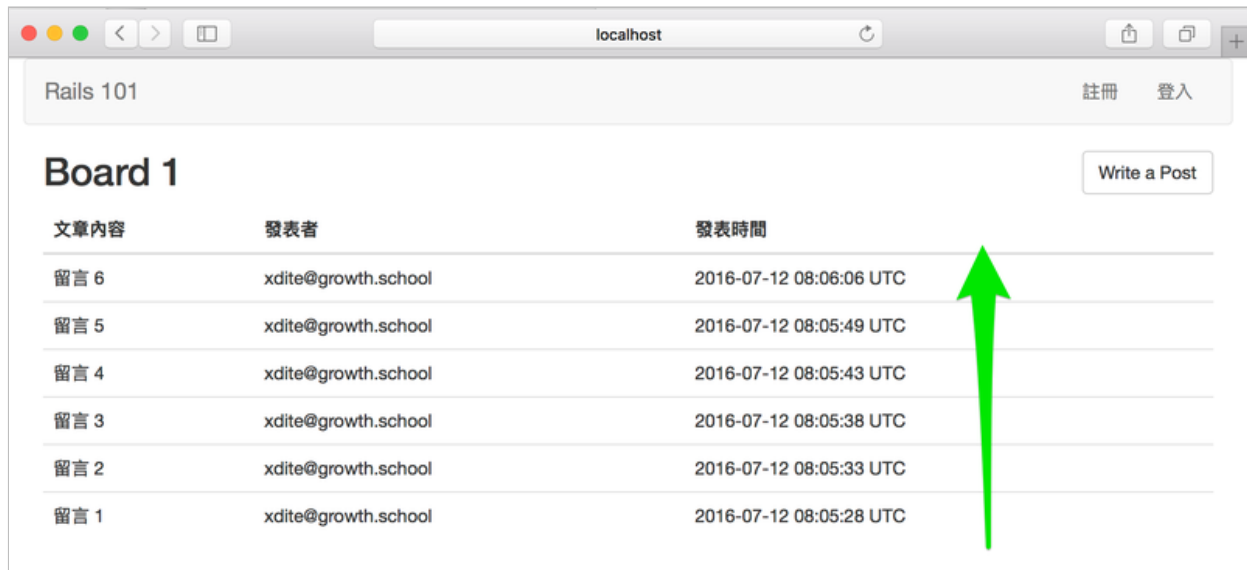 localhost
Rails 101 註冊 登入
Board 1 Write a Post
文章內容 發表者 發表時間
留言 6 xdite@growth.school 2016-07-12 08:06:06 UTC
留言 5 xdite@growth.school 2016-07-12 08:05:49 UTC
留言 4 xdite@growth.school 2016-07-12 08:05:43 UTC
留言 3 xdite@growth.school 2016-07-12 08:05:38 UTC
留言 2 xdite@growth.school 2016-07-12 08:05:33 UTC
留言 1 xdite@growth.school 2016-07-12 08:05:28 UTC